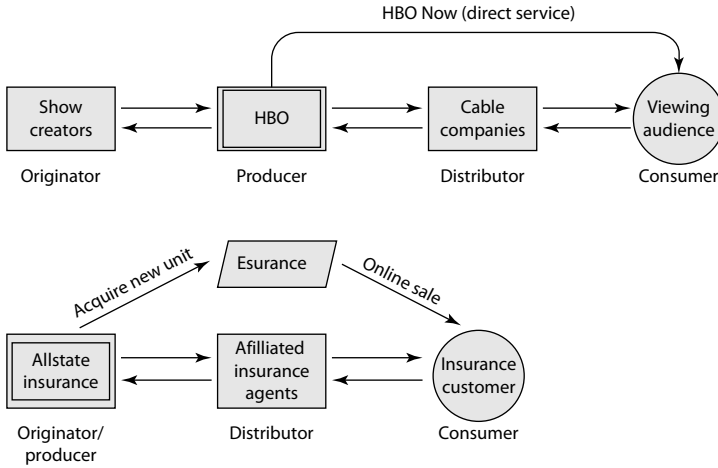 HBO Now (direct service)
Show
creators
HBO
Cable
companies
Viewing
audience
Originator
Producer
Distributor
Consumer
Acquire new unit
Esurance
Online sale
Allstate
insurance
Afilliated
insurance
agents
Insurance
customer
Originator/
producer
Distributor
Consumer